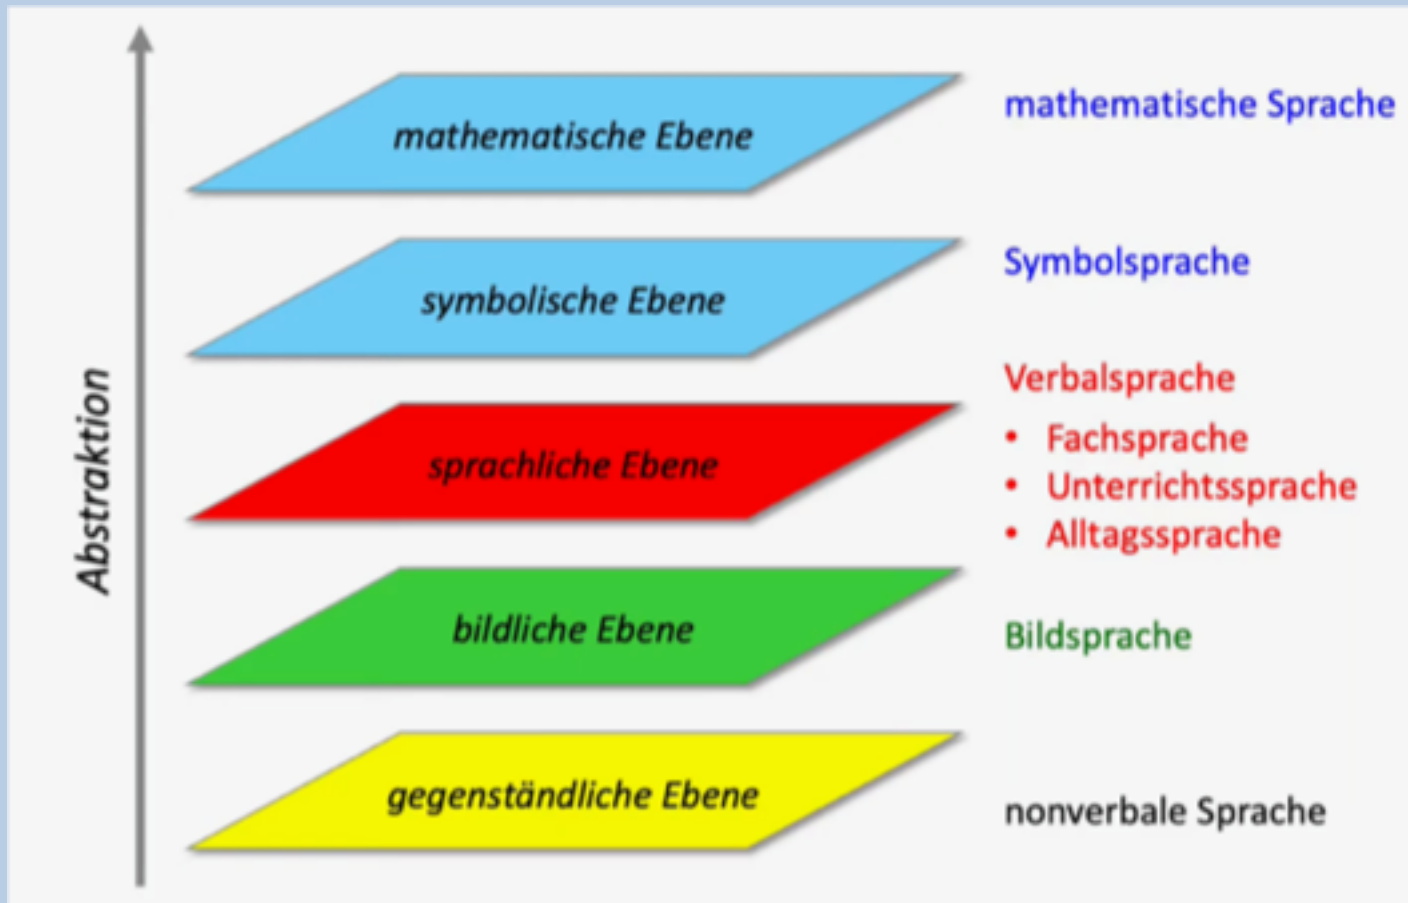 mathematische Ebene
mathematische Sprache
symbolische Ebene
Symbolsprache
Abstraktion
sprachliche Ebene
Verbalsprache
• Fachsprache
• Unterrichtssprache
• Alltagssprache
bildliche Ebene
Bildsprache
gegenständliche Ebene
nonverbale Sprache